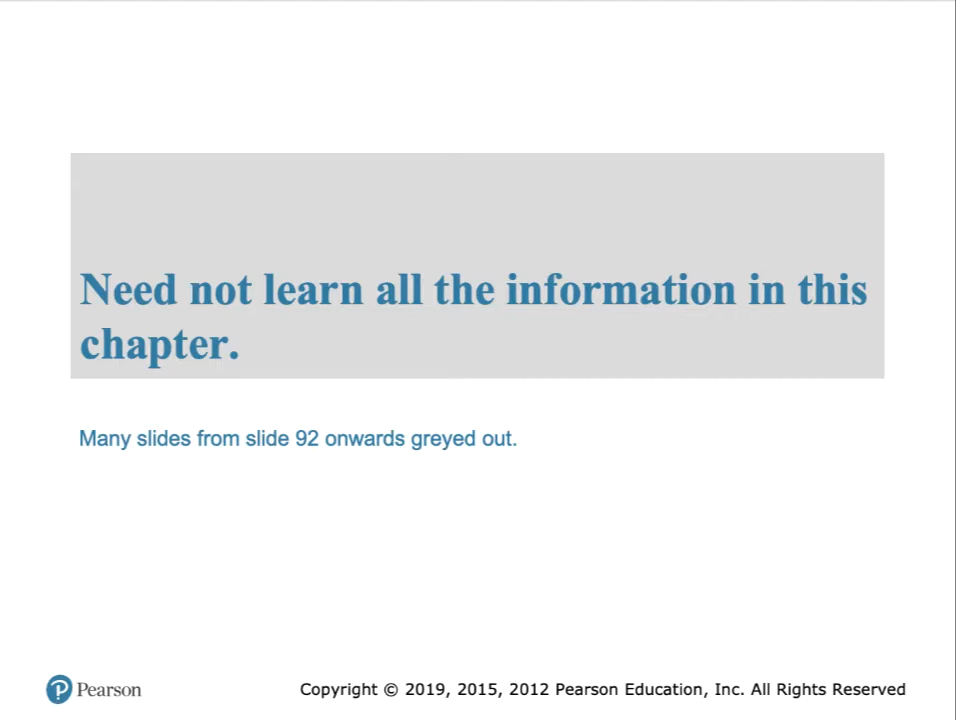 Need not learn all the information in this
chapter.
Many slides from slide 92 onwards greyed out.
Pearson
Copyright © 2019, 2015, 2012 Pearson Education, Inc. All Rights Reserved